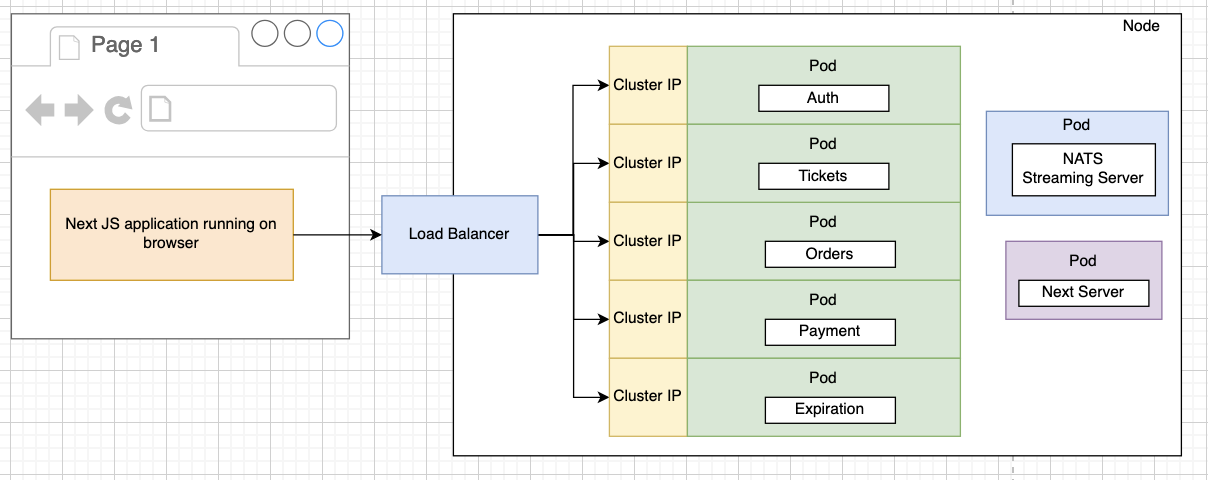 Page 1
Next JS application running on
browser
Load Balancer
Node
Cluster IP
Pod
Auth
Cluster IP
Pod
Tickets
Cluster IP
Pod
Orders
Cluster IP
Pod
Payment
Cluster IP
Pod
Expiration
Pod
NATS
Streaming Server
Pod
Next Server